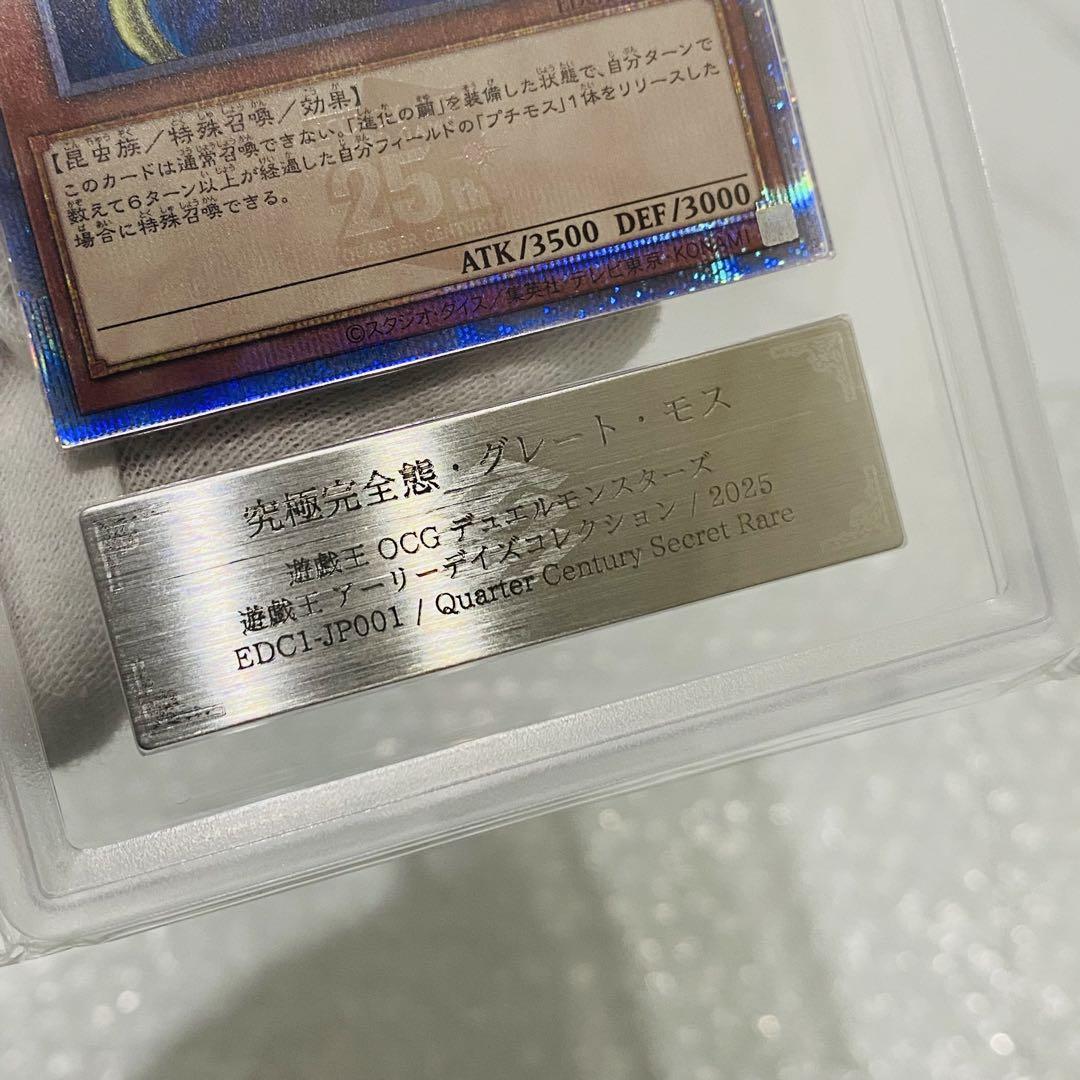 【昆虫族／特殊召喚／効果】
このカードは通常召喚できない。「進化の繭」を装備した状態で、自分ターンで
数えて6ターン以上が経過した自分フィールドの「プチモス」1体をリリースした
場合に特殊召喚できる。
25th
ATK/3500 DEF/3000
©スタジオ・ダイス／集英社・テレビ東京・KONAMI
究極完全態・グレート・モス
遊戯王 OCG デュエルモンスターズ
遊戯王 アーリーデイズコレクション / 2025
EDC1-JP001 / Quarter Century Secret Rare